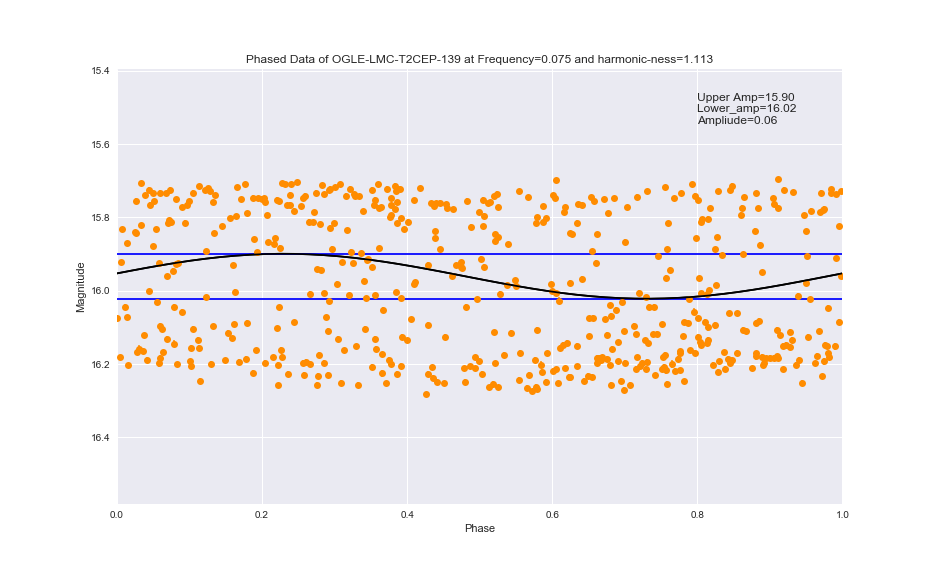 Phased Data of OGLE-LMC-T2CEP-139 at Frequency=0.075 and harmonic-ness=1.113
Upper Amp=15.90
Lower_amp=16.02
Ampliude=0.06
15.4
15.6
15.8
16.0
16.2
16.4
Magnitude
0.0
0.2
0.4
0.6
0.8
1.0
Phase